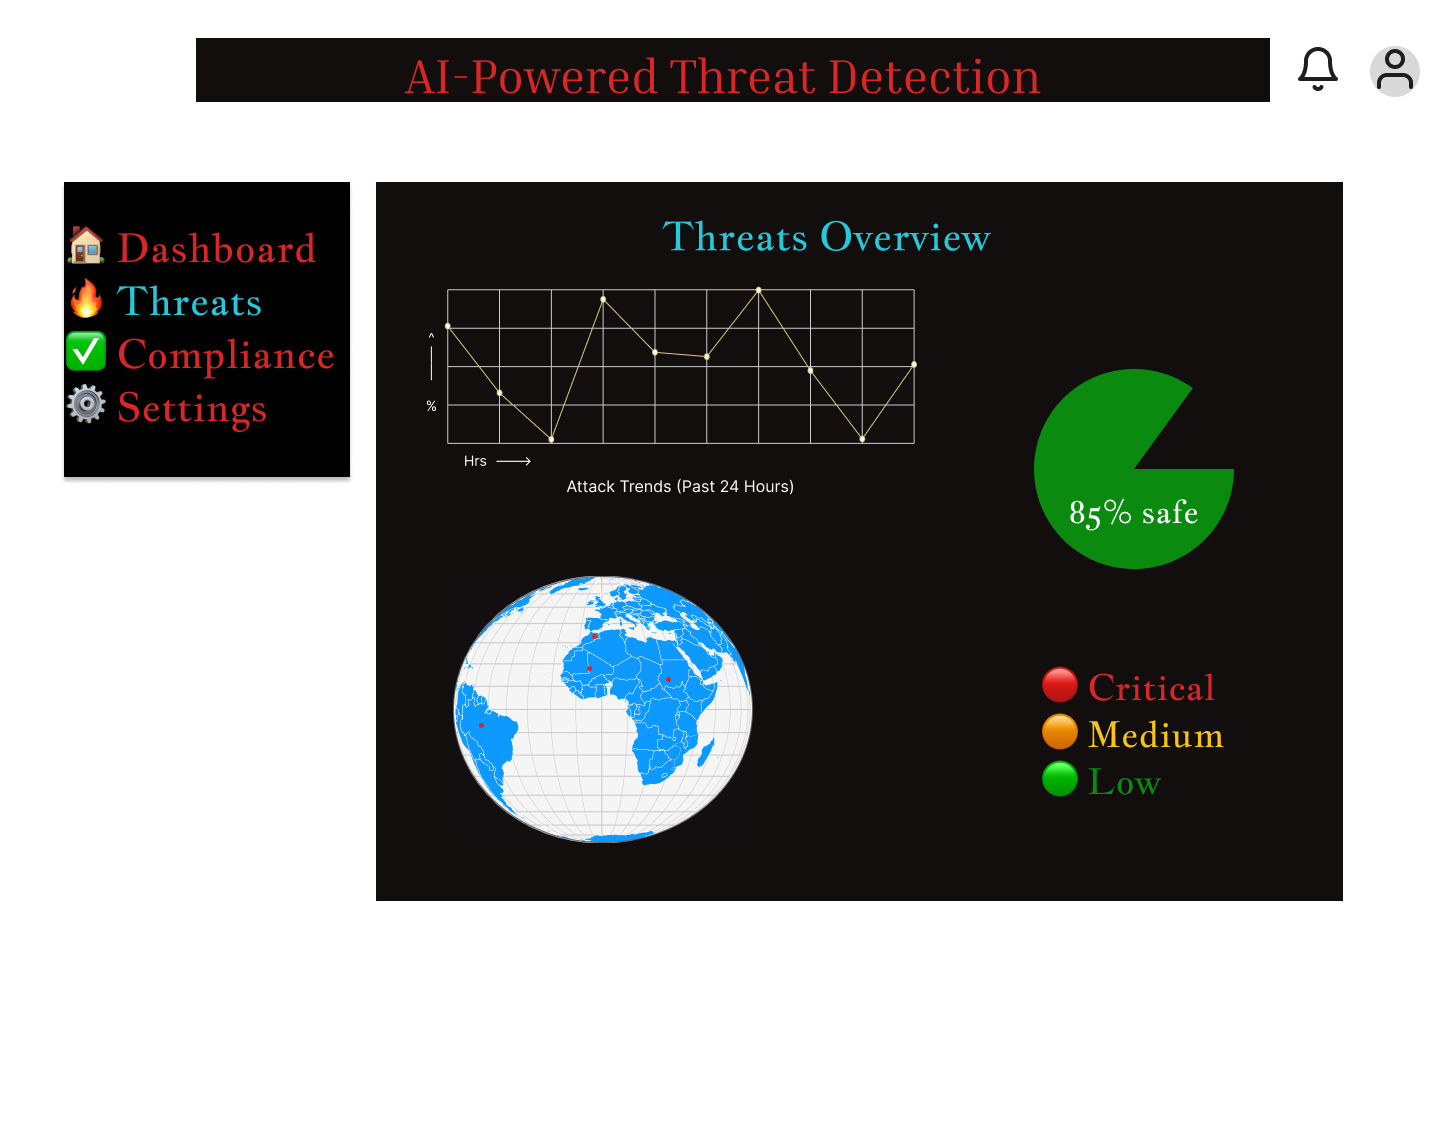 AI-Powered Threat Detection
Dashboard
Threats
Compliance
Settings
Threats Overview
%
Hrs
Attack Trends (Past 24 Hours)
85% safe
Critical
Medium
Low